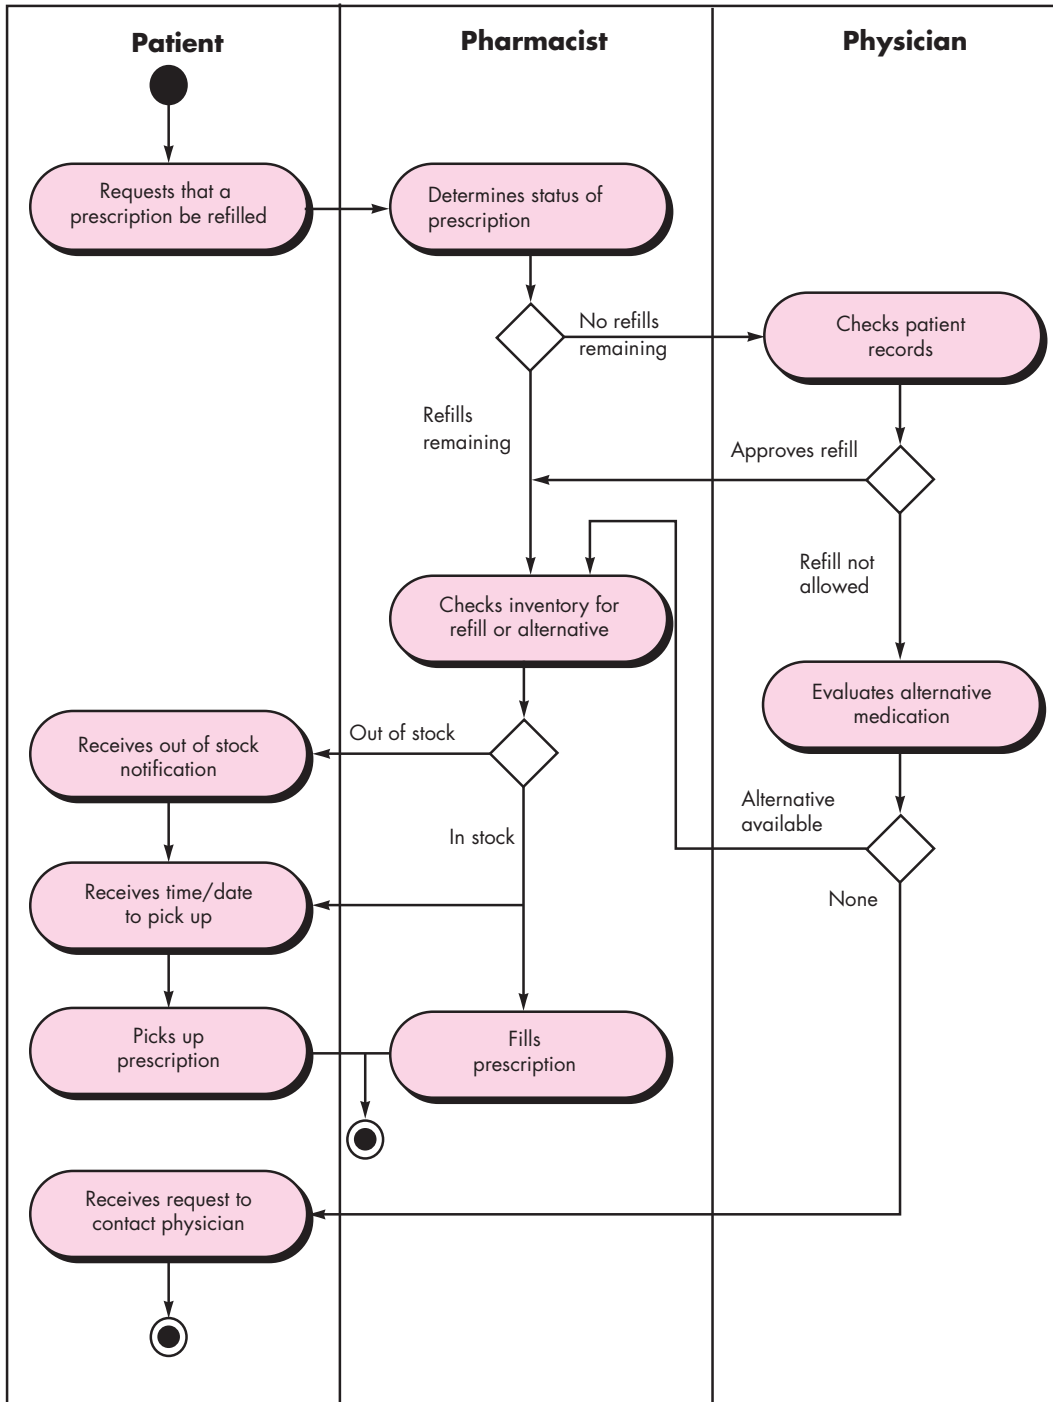 Patient
Pharmacist
Physician
Requests that a
prescription be refilled
Determines status of
prescription
No refills
remaining
Checks patient
records
Refills
remaining
Approves refill
Refill not
allowed
Checks inventory for
refill or alternative
Evaluates alternative
medication
Out of stock
Receives out of stock
notification
Alternative
available
In stock
None
Receives time/date
to pick up
Picks up
prescription
Fills
prescription
Receives request to
contact physician